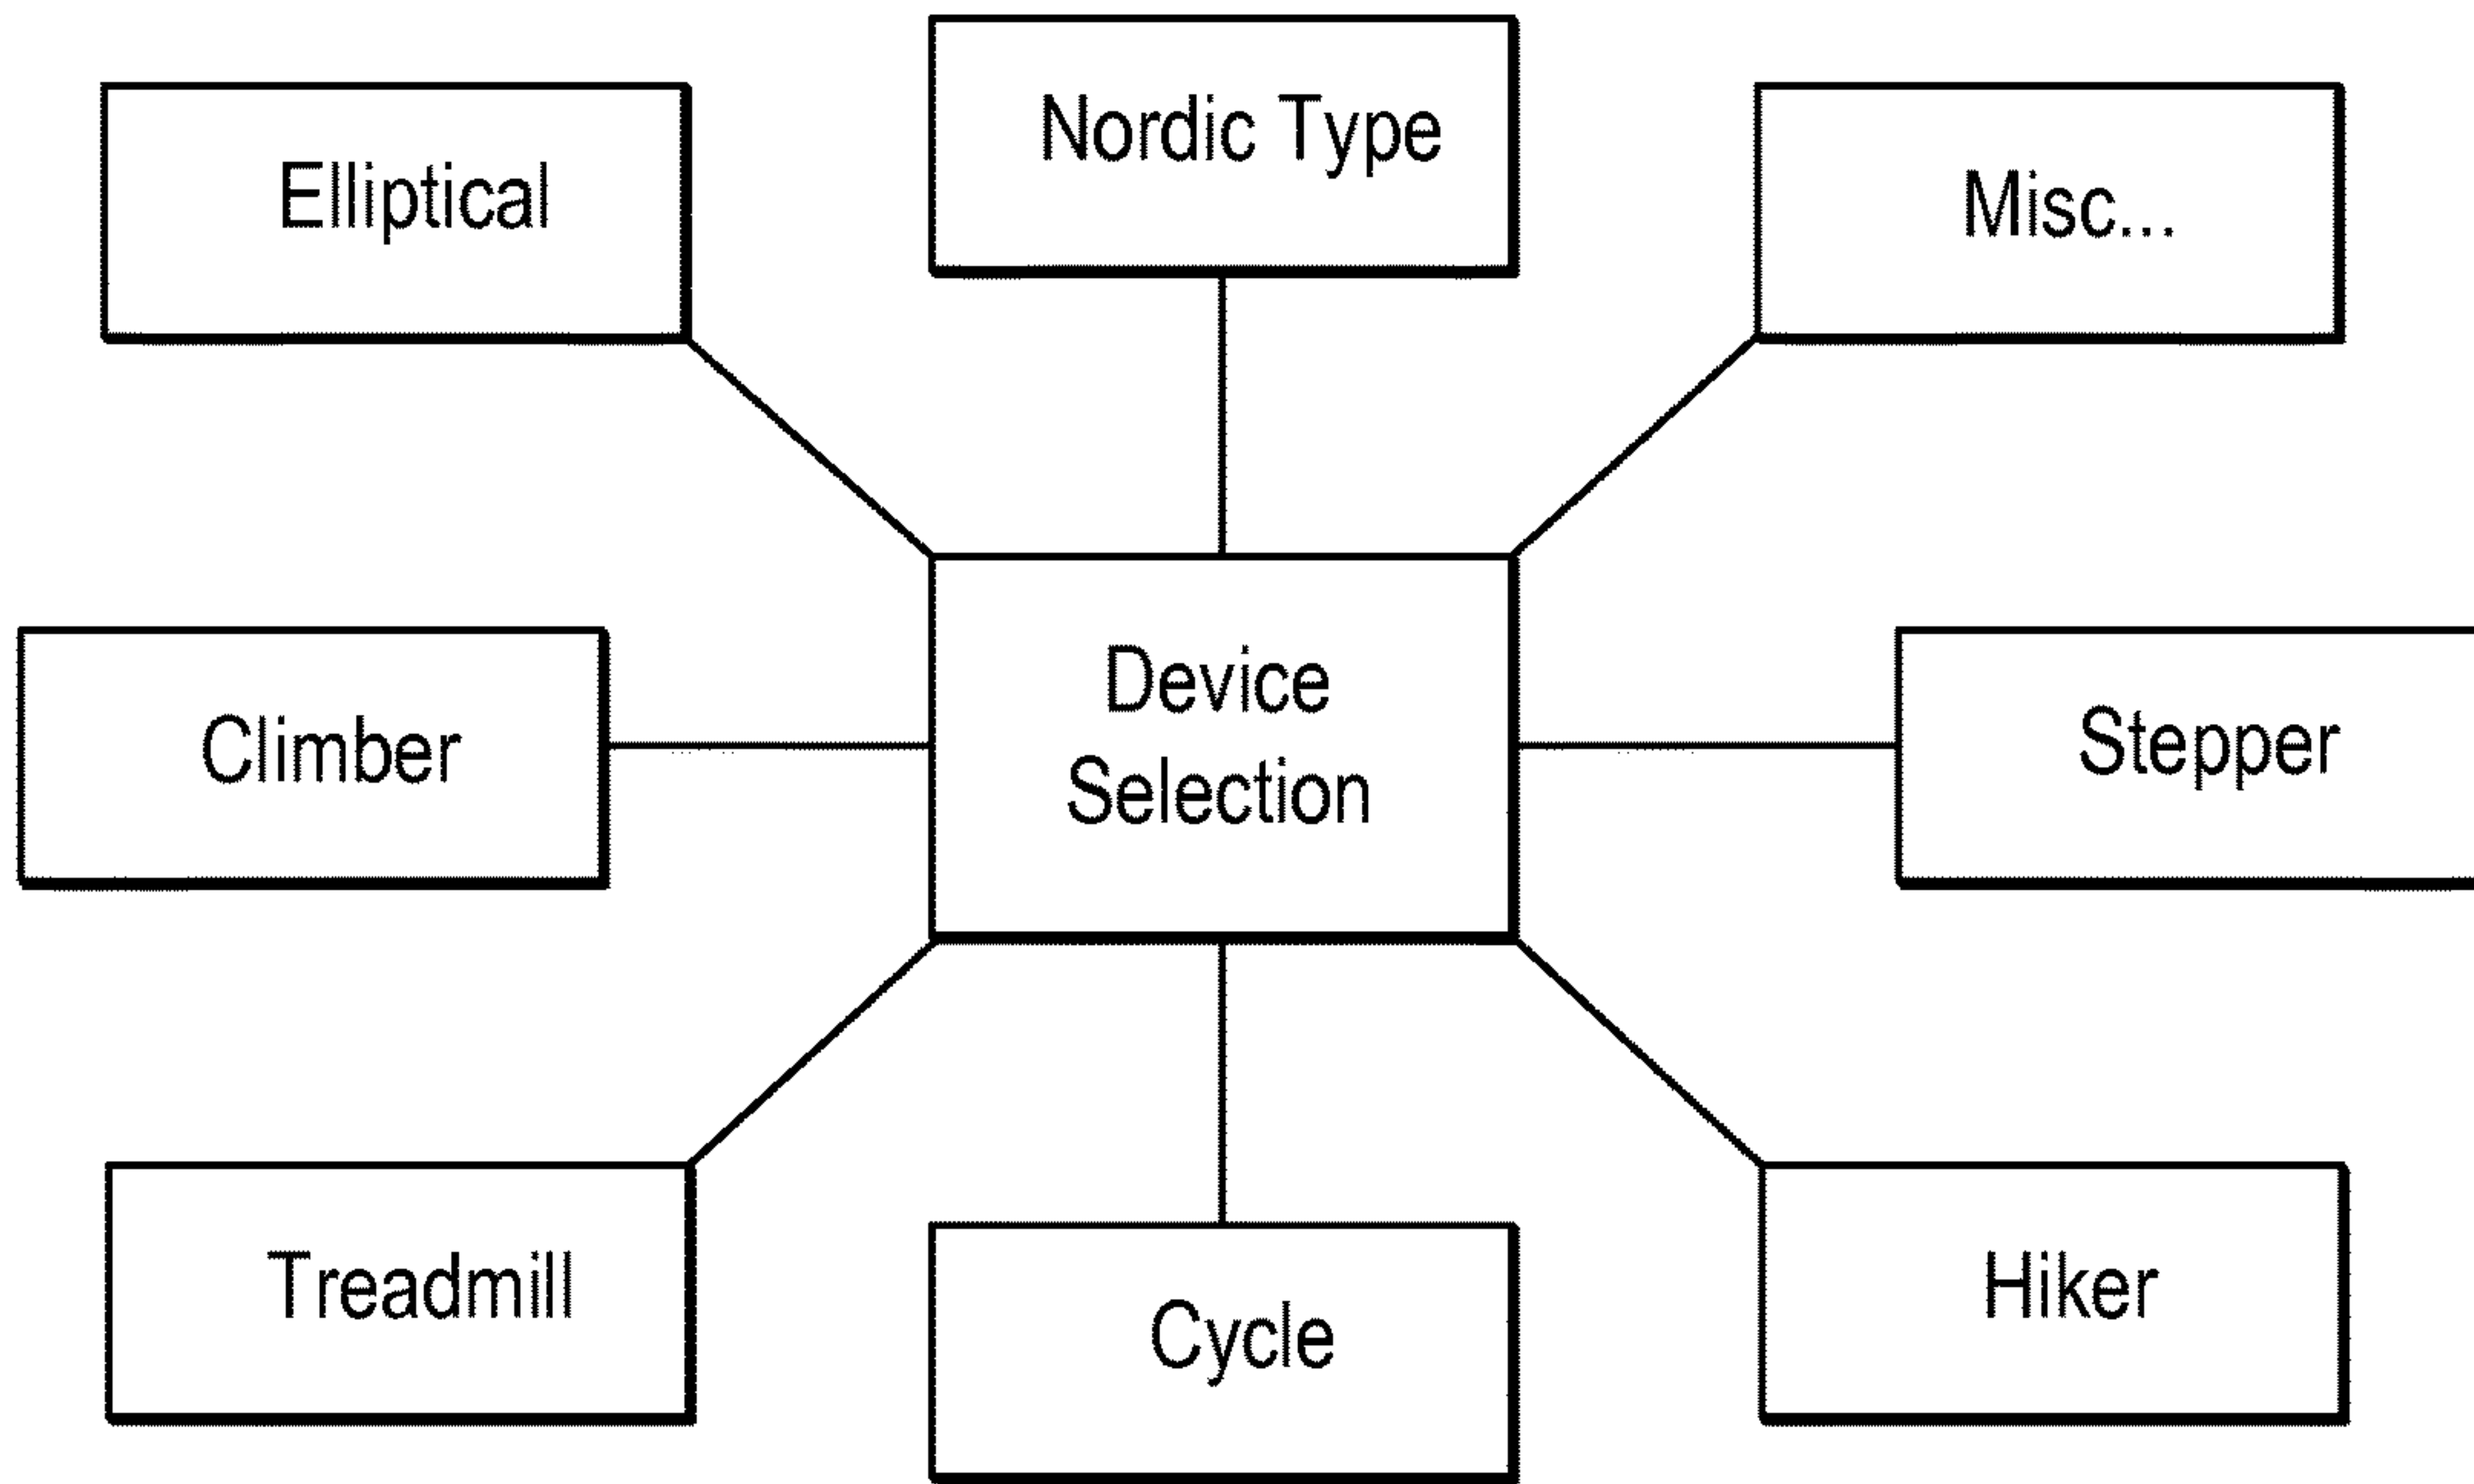 Nordic Type
Elliptical
Misc...
Device
Selection
Climber
Stepper
Treadmill
Hiker
Cycle